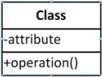 Class
-attribute
+operation()